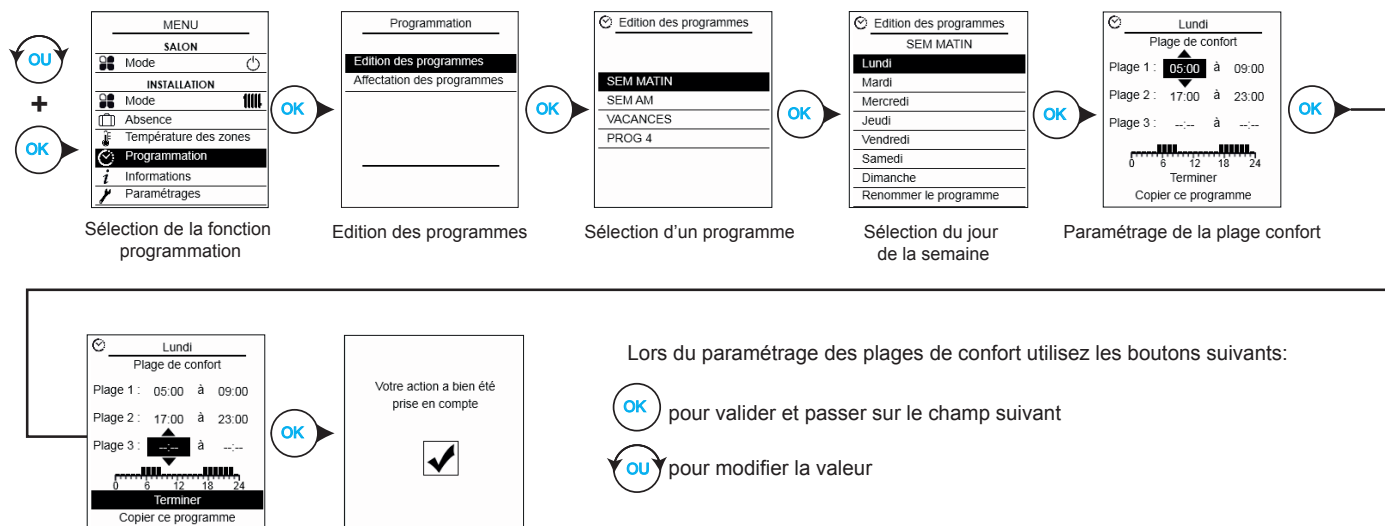 OU
+
OK
MENU
SALON
Mode
INSTALLATION
Mode
Absence
Température des zones
Programmation
Informations
Paramétrages
Sélection de la fonction
programmation
OK
Programmation
Edition des programmes
Affectation des programmes
Edition des programmes
OK
Edition des programmes
SEM MATIN
SEM AM
VACANCES
PROG 4
Sélection d'un programme
OK
Edition des programmes
SEM MATIN
Lundi
Mardi
Mercredi
Jeudi
Vendredi
Samedi
Dimanche
Renommer le programme
Sélection du jour
de la semaine
OK
Lundi
Plage de confort
Plage 1 : 05:00 à 09:00
Plage 2 : 17:00 à 23:00
Plage 3 : --:-- à --:--
0 6 12 18 24
Terminer
Copier ce programme
Paramétrage de la plage confort
OK
Lundi
Plage de confort
Plage 1 : 05:00 à 09:00
Plage 2 : 17:00 à 23:00
Plage 3 : --:-- à --:--
0 6 12 18 24
Terminer
Copier ce programme
OK
Votre action a bien été
prise en compte
Lors du paramétrage des plages de confort utilisez les boutons suivants:
OK pour valider et passer sur le champ suivant
OU pour modifier la valeur